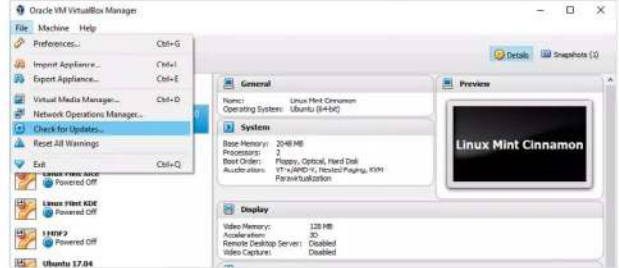 Oracle VM VirtualBox Manager
File Machine Help
Preferences... Ctrl+G
Import Appliance... Ctrl+I
Export Appliance... Ctrl+E
Virtual Media Manager... Ctrl+D
Network Operations Manager...
Check for Updates...
Reset All Warnings
Exit Ctrl+Q
Powered Off
Linux Mint KDE
Powered Off
LMDE2
Powered Off
Ubuntu 17.04
Details Snapshots (1)
General
Name: Linux Mint Cinnamon
Operating System: Ubuntu (64-bit)
System
Base Memory: 2048 MB
Processors: 2
Boot Order: Floppy, Optical, Hard Disk
Acceleration: VT-x/AMD-V, Nested Paging, KVM
Paravirtualization
Display
Video Memory: 128 MB
Acceleration: 3D
Remote Desktop Server: Disabled
Video Capture: Disabled
Preview
Linux Mint Cinnamon